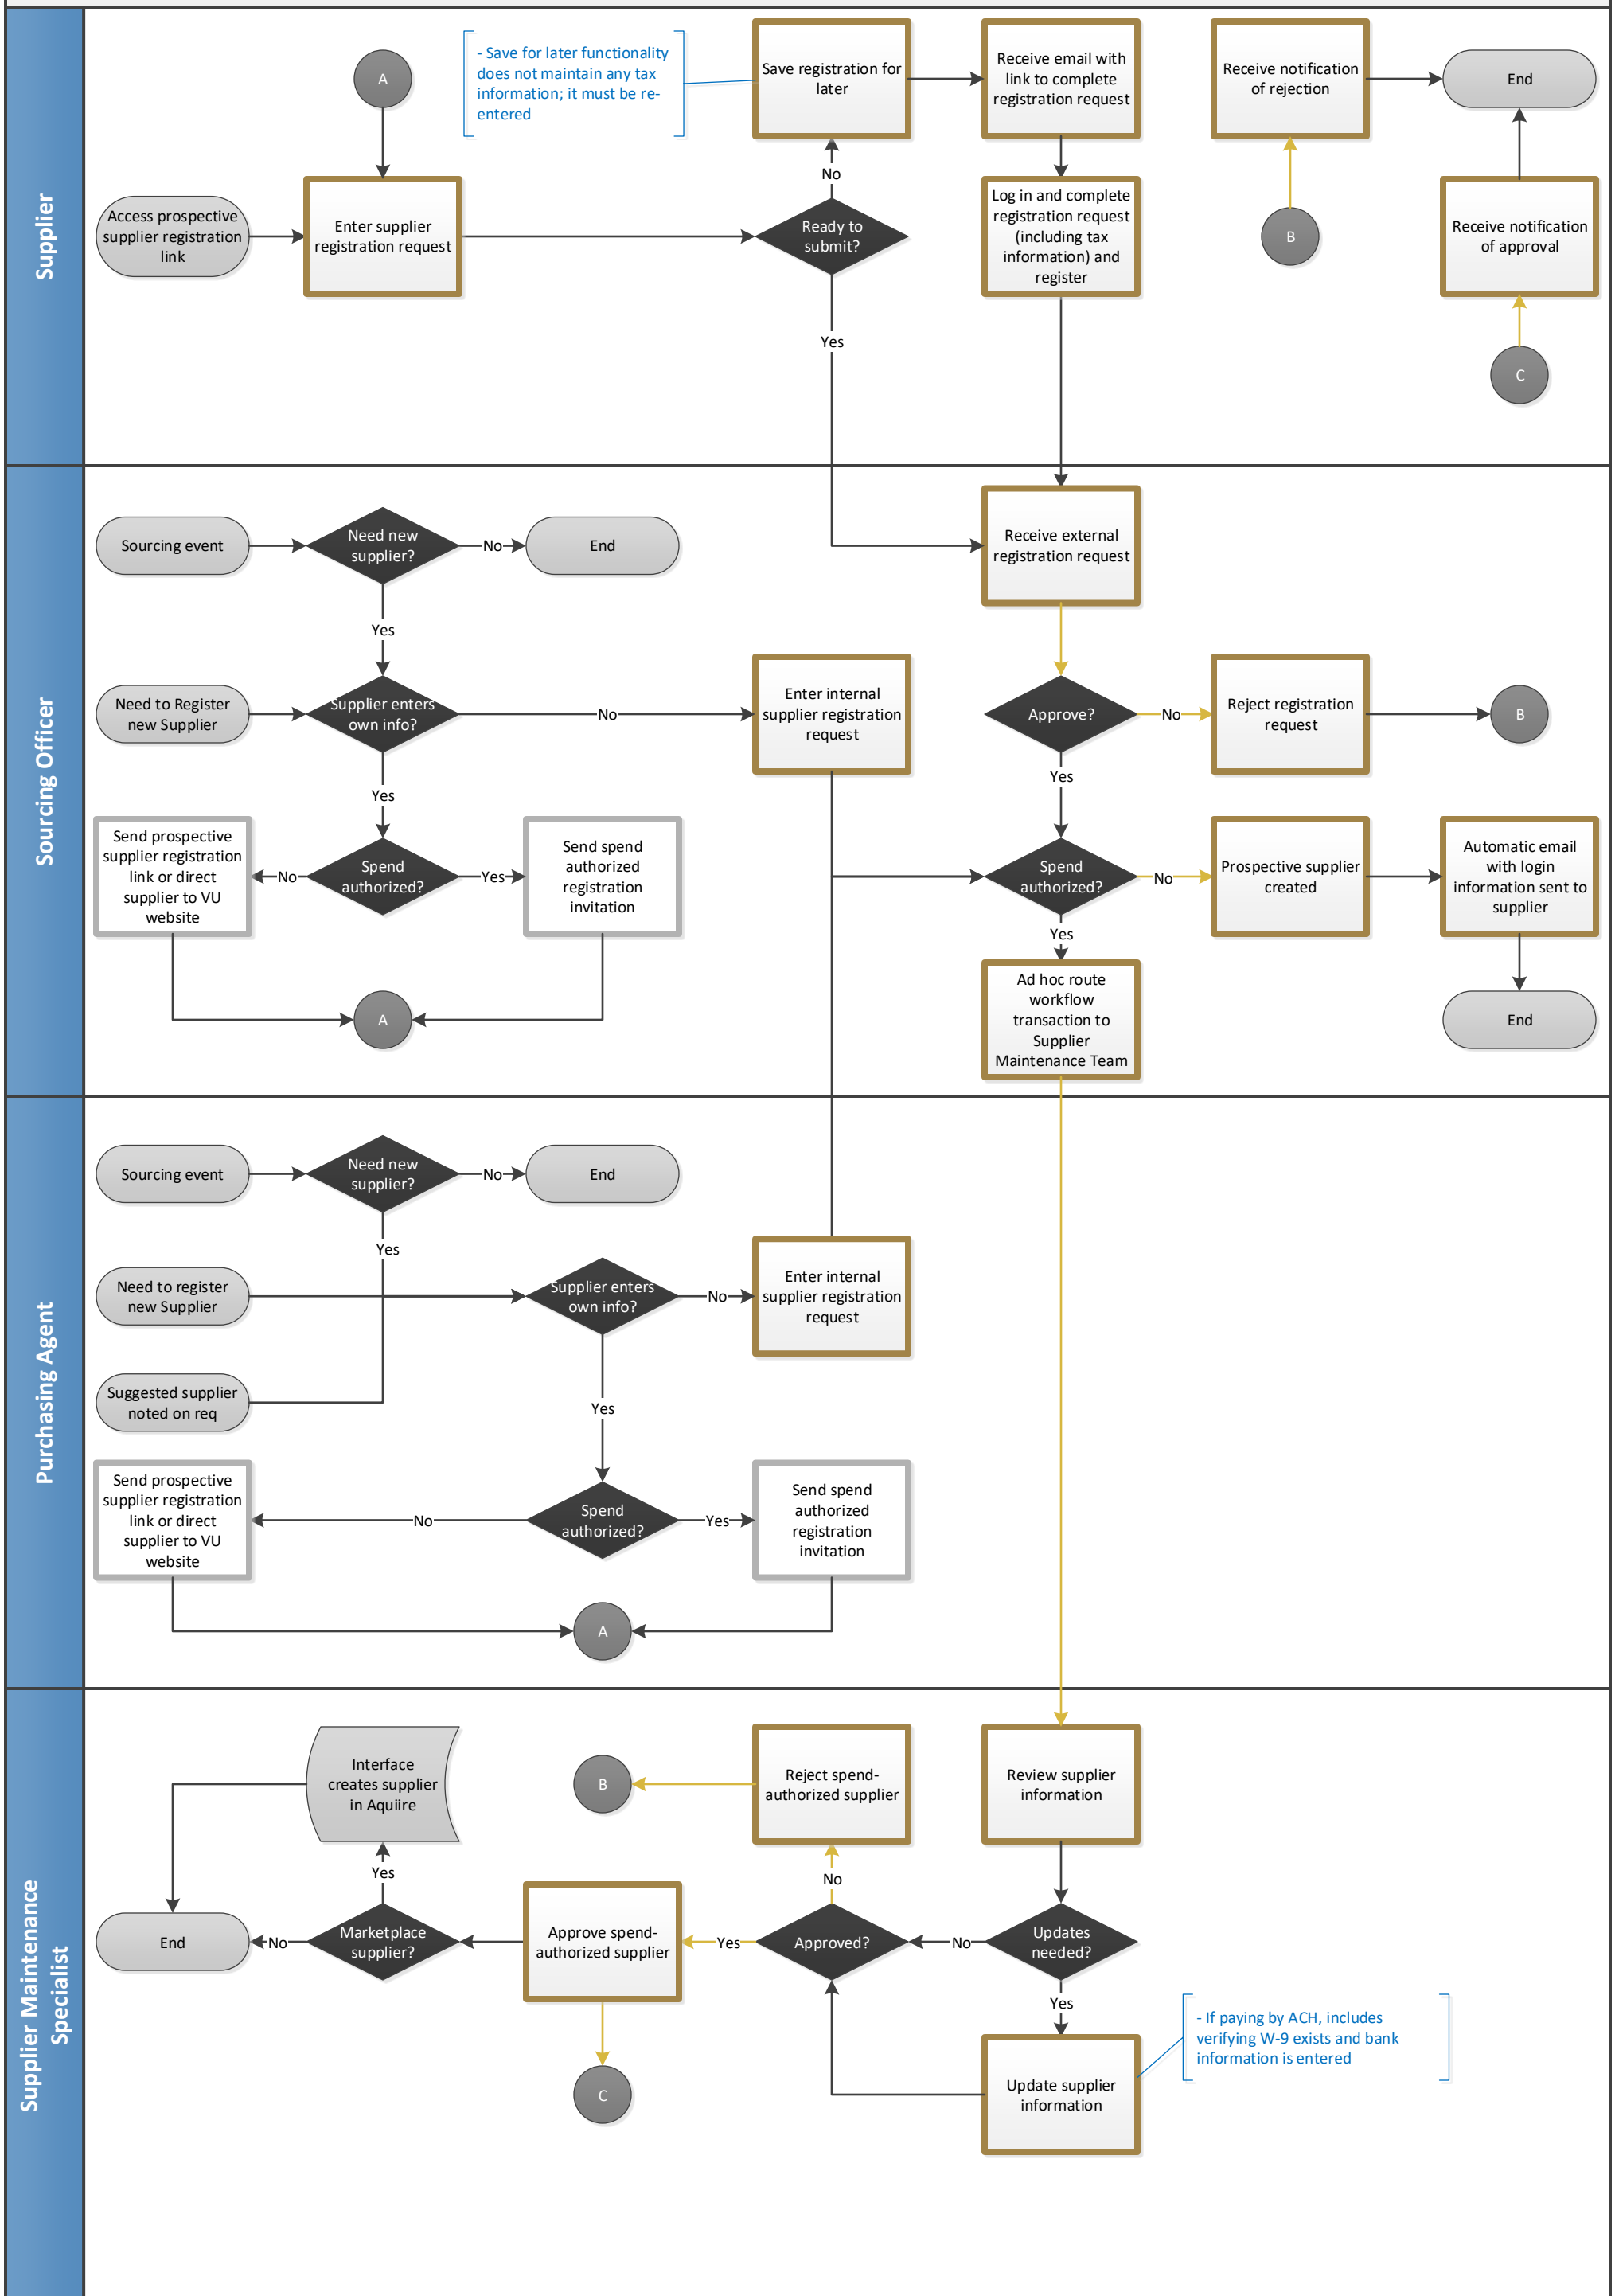 Supplier
A
- Save for later functionality
does not maintain any tax
information; it must be re-
entered
Save registration for
later
Receive email with
link to complete
registration request
Receive notification
of rejection
End
No
Access prospective
supplier registration
link
Enter supplier
registration request
Ready to
submit?
Log in and complete
registration request
(including tax
information) and
register
B
Receive notification
of approval
Yes
C
Sourcing Officer
Sourcing event
Need new
supplier?
No
End
Receive external
registration request
Yes
Need to Register
new Supplier
Supplier enters
own info?
No
Enter internal
supplier registration
request
Approve?
No
Reject registration
request
B
Yes
Yes
Send prospective
supplier registration
link or direct
supplier to VU
website
No
Spend
authorized?
Yes
Send spend
authorized
registration
invitation
Spend
authorized?
No
Prospective supplier
created
Automatic email
with login
information sent to
supplier
Yes
A
Ad hoc route
workflow
transaction to
Supplier
Maintenance Team
End
Purchasing Agent
Sourcing event
Need new
supplier?
No
End
Yes
Need to register
new Supplier
Supplier enters
own info?
No
Enter internal
supplier registration
request
Suggested supplier
noted on req
Yes
Send prospective
supplier registration
link or direct
supplier to VU
website
No
Spend
authorized?
Yes
Send spend
authorized
registration
invitation
A
Supplier Maintenance
Specialist
Interface
creates supplier
in Aquiire
B
Reject spend-
authorized supplier
Review supplier
information
Yes
No
End
No
Marketplace
supplier?
Approve spend-
authorized supplier
Yes
Approved?
No
Updates
needed?
Yes
- If paying by ACH, includes
verifying W-9 exists and bank
information is entered
C
Update supplier
information